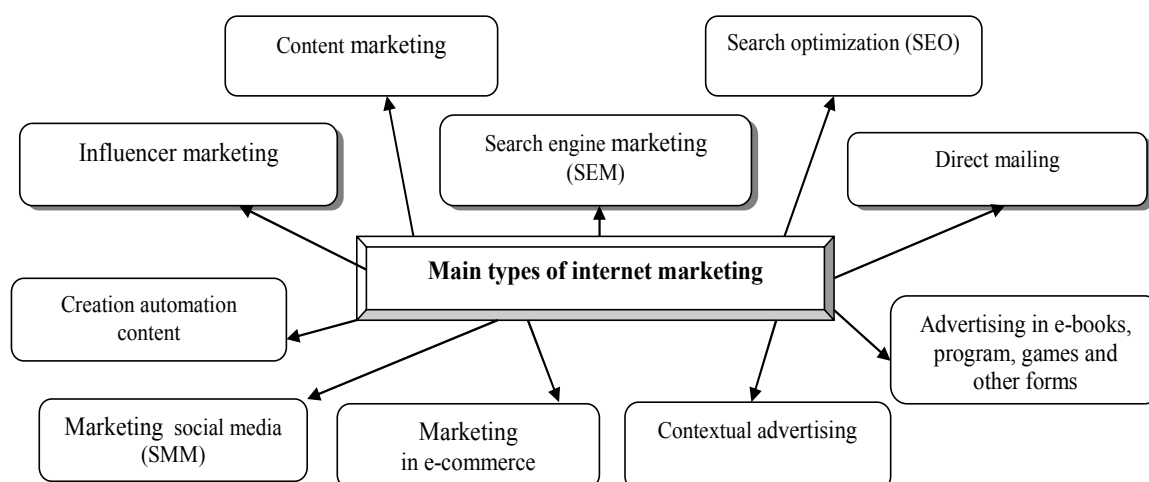 Content marketing
Search optimization (SEO)
Influencer marketing
Search engine marketing
(SEM)
Direct mailing
Main types of internet marketing
Creation automation
content
Advertising in e-books,
program, games and
other forms
Marketing social media
(SMM)
Marketing
in e-commerce
Contextual advertising